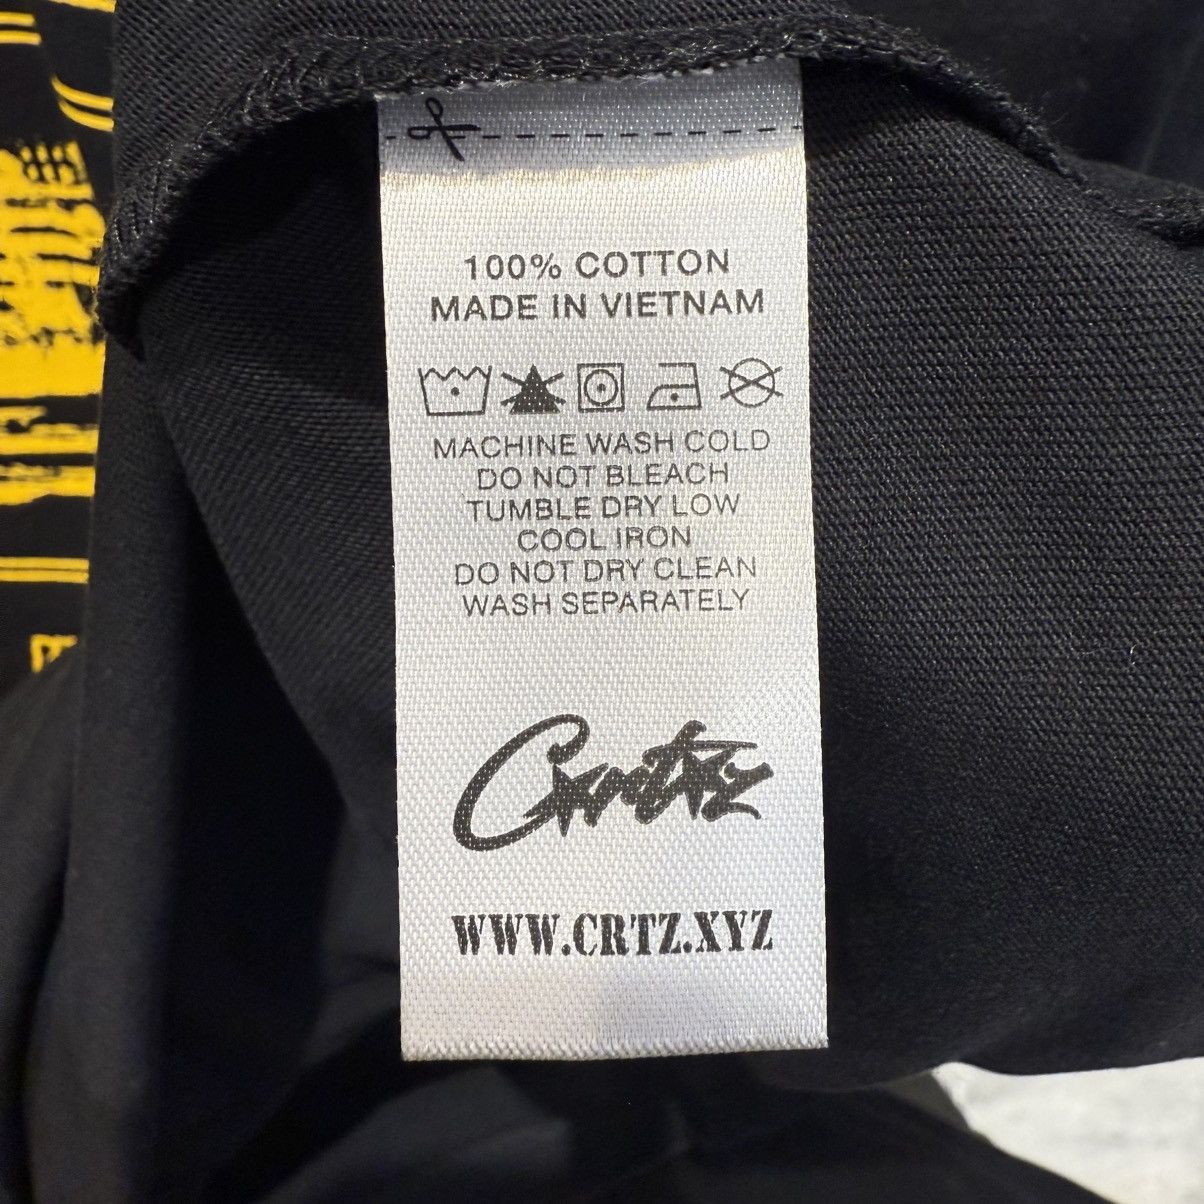 100% COTTON
MADE IN VIETNAM
MACHINE WASH COLD
DO NOT BLEACH
TUMBLE DRY LOW
COOL IRON
DO NOT DRY CLEAN
WASH SEPARATELY
Corteiz
WWW.CRTZ.XYZ